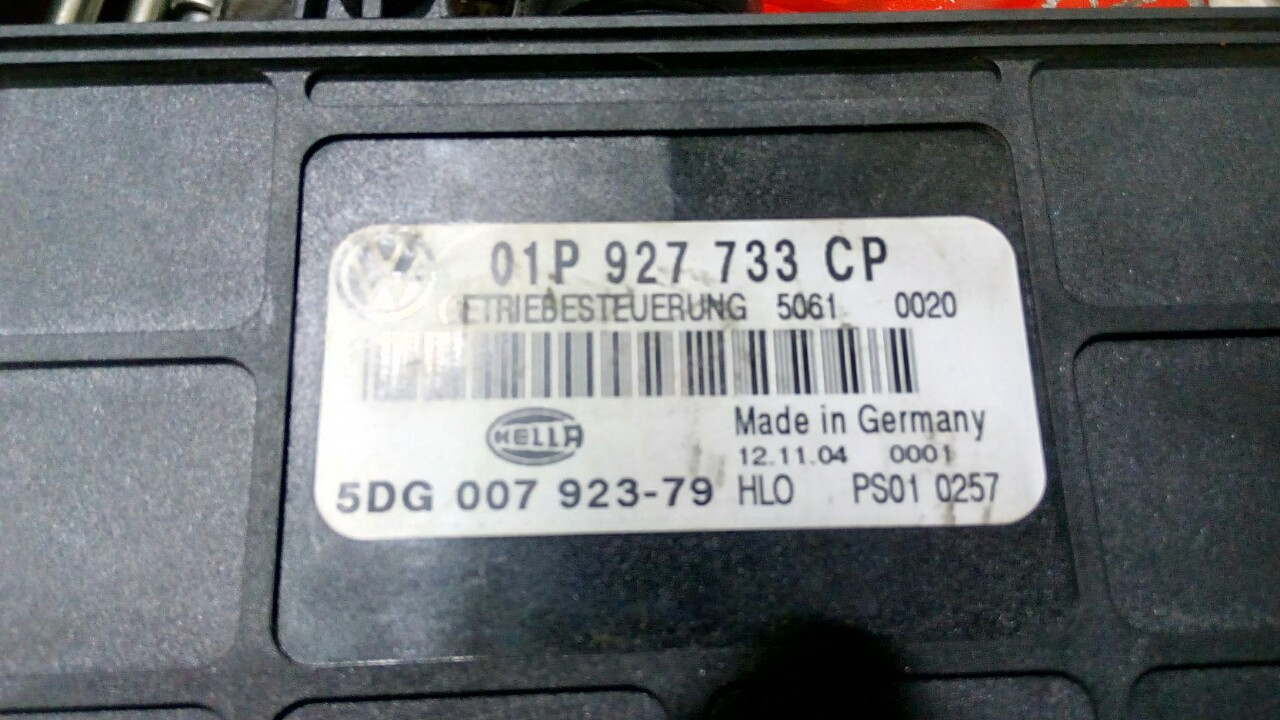 01P 927 733 CP
ETRIEBESTEUERUNG 5061 0020
HELLA
Made in Germany
12.11.04 0001
5DG 007 923-79 HLO PS01 0257